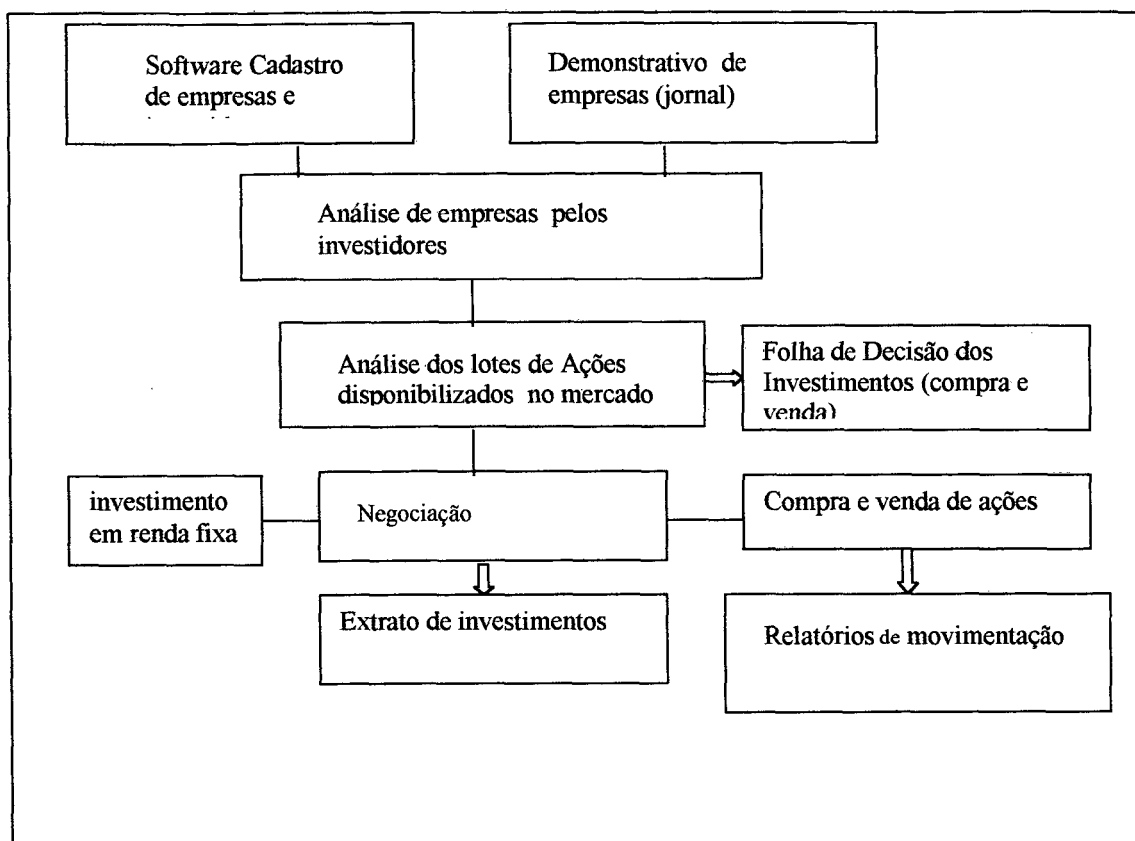 Software Cadastro
de empresas e
Demonstrativo de
empresas (jornal)
Análise de empresas pelos
investidores
Análise dos lotes de Ações
disponibilizados no mercado
Folha de Decisão dos
Investimentos (compra e
venda)
investimento
em renda fixa
Negociação
Compra e venda de ações
Extrato de investimentos
Relatórios de movimentação